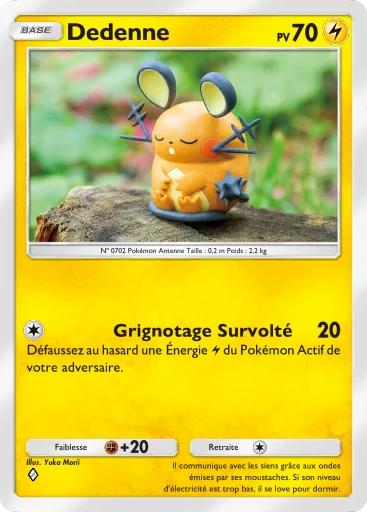 BASE
Dedenne PV 70
N° 0702 Pokémon Antenne Taille : 0,2 m Poids : 2,2 kg
Grignotage Survolté 20
Défaussez au hasard une Énergie du Pokémon Actif de
votre adversaire.
Faiblesse +20 Retraite
Illus. Yuka Morii
Il communique avec les siens grâce aux ondes
émises par ses moustaches. Si son niveau
d'électricité est trop bas, il se love pour dormir.